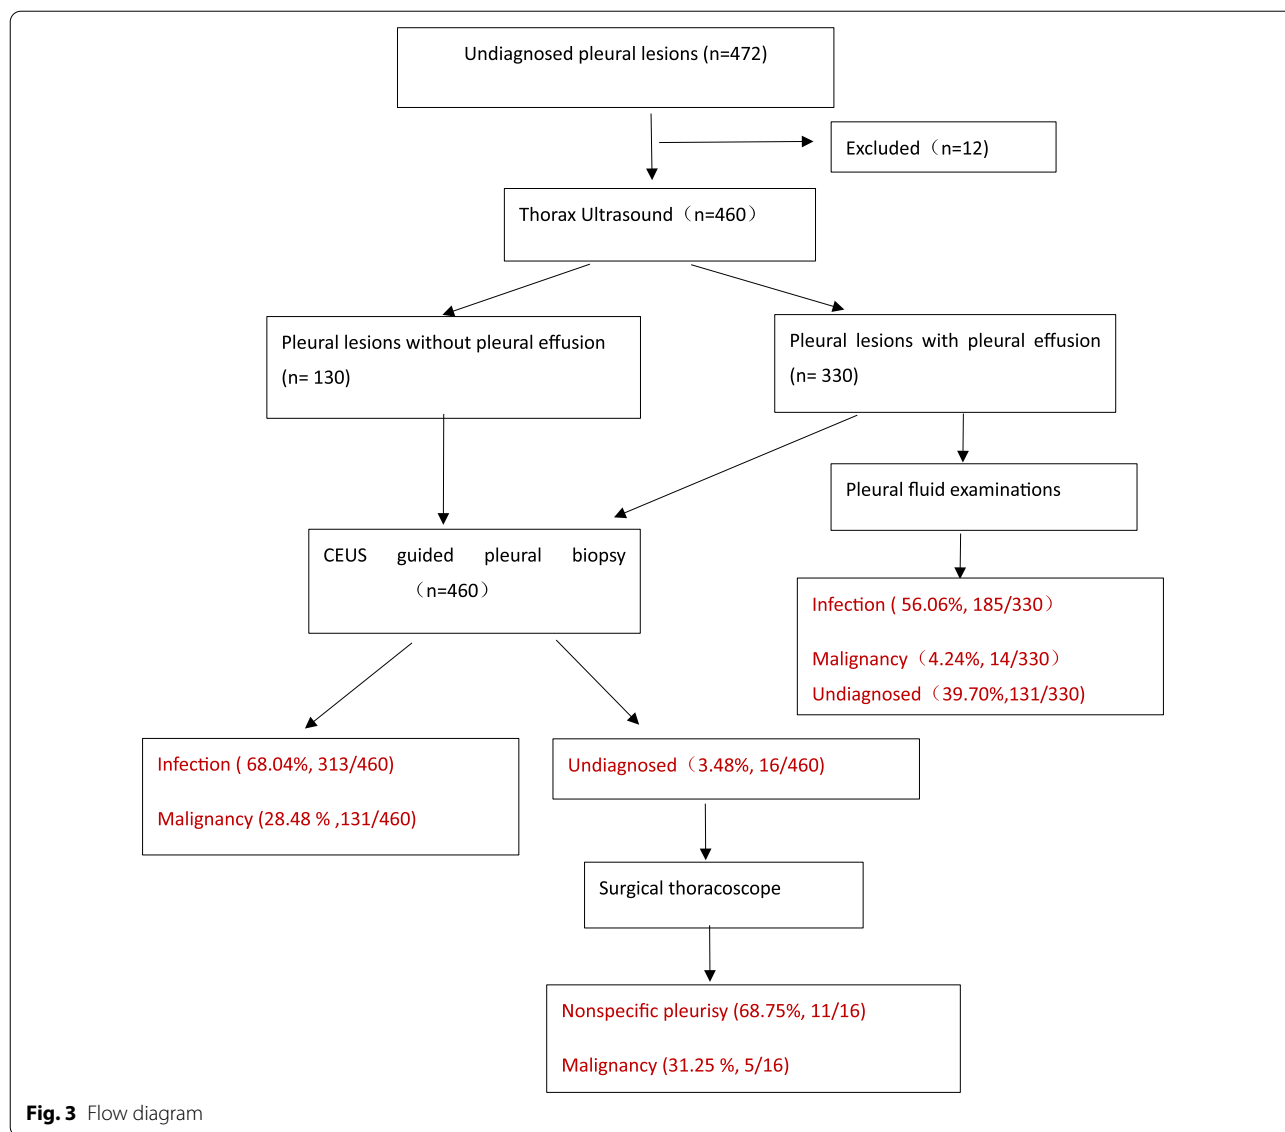 Undiagnosed pleural lesions (n=472)
Excluded（n=12)
Thorax Ultrasound（n=460）
Pleural lesions without pleural effusion
(n= 130)
Pleural lesions with pleural effusion
(n= 330)
Pleural fluid examinations
CEUS guided pleural biopsy
（n=460）
Infection ( 56.06%, 185/330）
Malignancy（4.24%, 14/330）
Undiagnosed（39.70%,131/330)
Infection ( 68.04%, 313/460)
Malignancy (28.48 % ,131/460)
Undiagnosed（3.48%, 16/460)
Surgical thoracoscope
Nonspecific pleurisy (68.75%, 11/16)
Malignancy (31.25 %, 5/16)
Fig. 3 Flow diagram